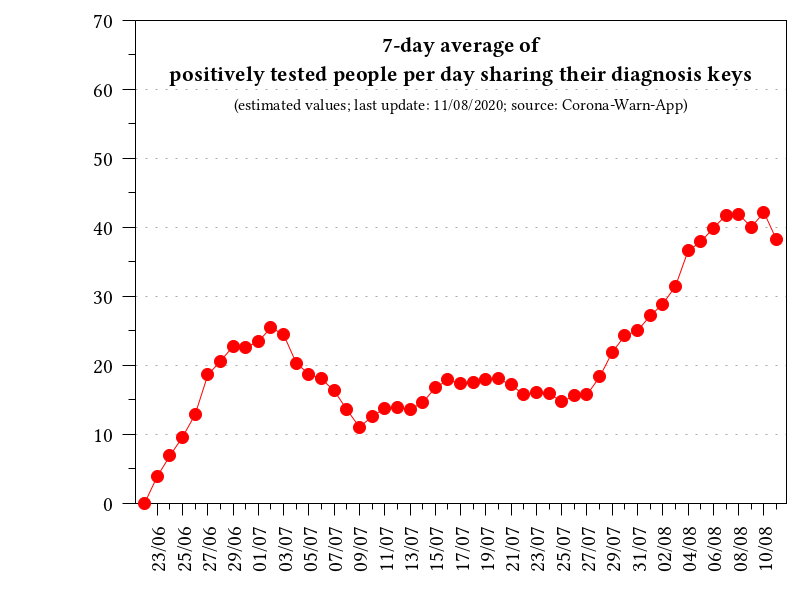 7-day average of
positively tested people per day sharing their diagnosis keys
(estimated values; last update: 11/08/2020; source: Corona-Warn-App)
70
60
50
40
30
20
10
0
23/06 25/06 27/06 29/06 01/07 03/07 05/07 07/07 09/07 11/07 13/07 15/07 17/07 19/07 21/07 23/07 25/07 27/07 29/07 31/07 02/08 04/08 06/08 08/08 10/08